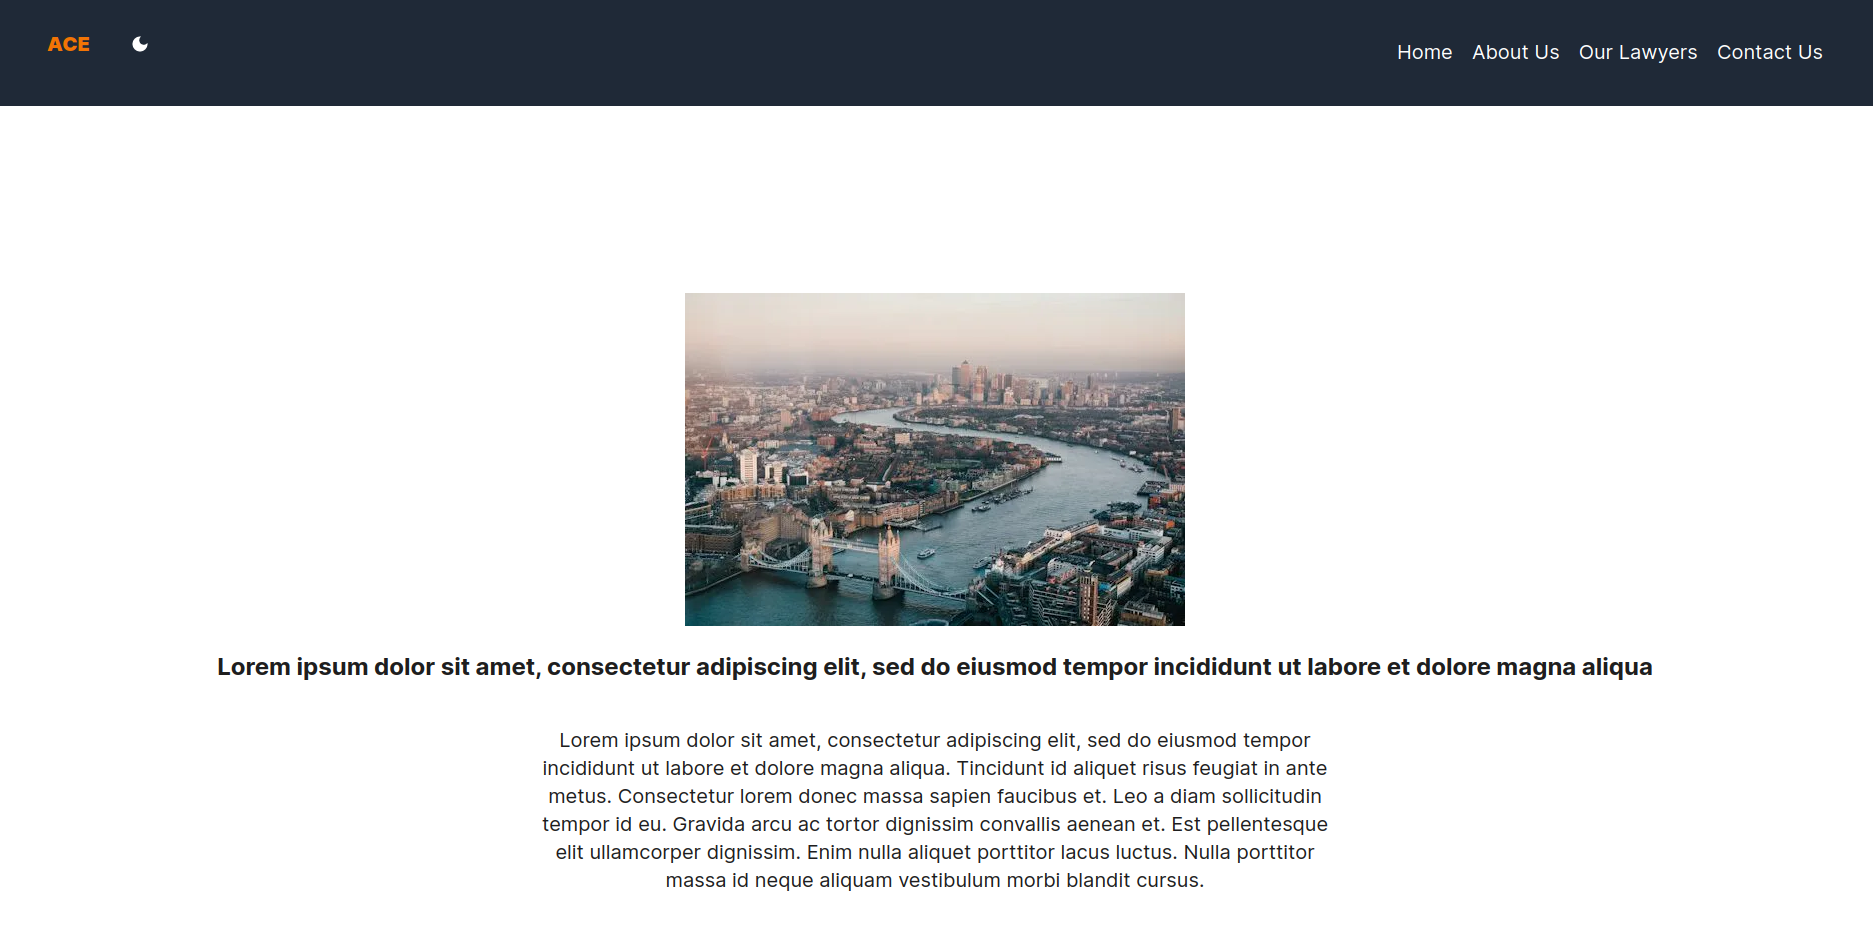 ACE
Home About Us Our Lawyers Contact Us
Lorem ipsum dolor sit amet, consectetur adipiscing elit, sed do eiusmod tempor incididunt ut labore et dolore magna aliqua
Lorem ipsum dolor sit amet, consectetur adipiscing elit, sed do eiusmod tempor
incididunt ut labore et dolore magna aliqua. Tincidunt id aliquet risus feugiat in ante
metus. Consectetur lorem donec massa sapien faucibus et. Leo a diam sollicitudin
tempor id eu. Gravida arcu ac tortor dignissim convallis aenean et. Est pellentesque
elit ullamcorper dignissim. Enim nulla aliquet porttitor lacus luctus. Nulla porttitor
massa id neque aliquam vestibulum morbi blandit cursus.